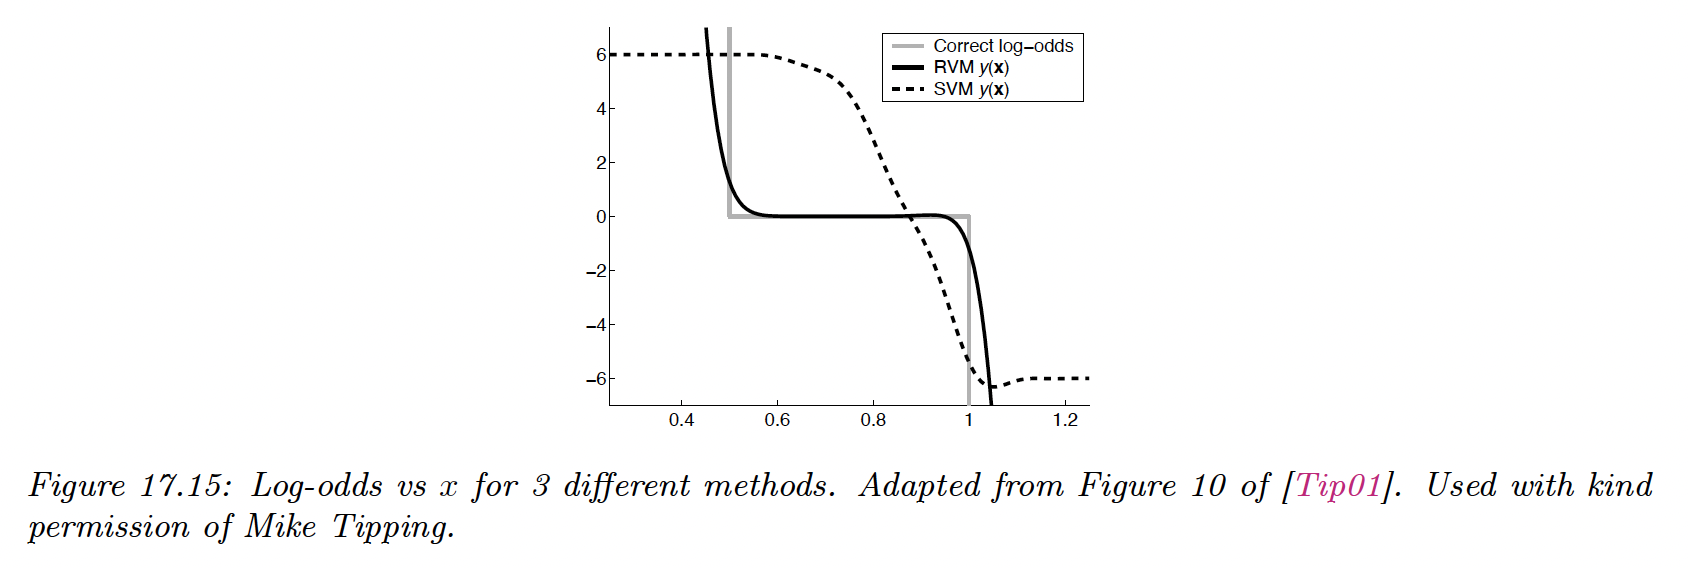 6
4
2
0
−2
−4
−6
0.4 0.6 0.8 1 1.2
Correct log−odds
RVM y(x)
SVM y(x)
Figure 17.15: Log-odds vs x for 3 different methods. Adapted from Figure 10 of [Tip01]. Used with kind
permission of Mike Tipping.